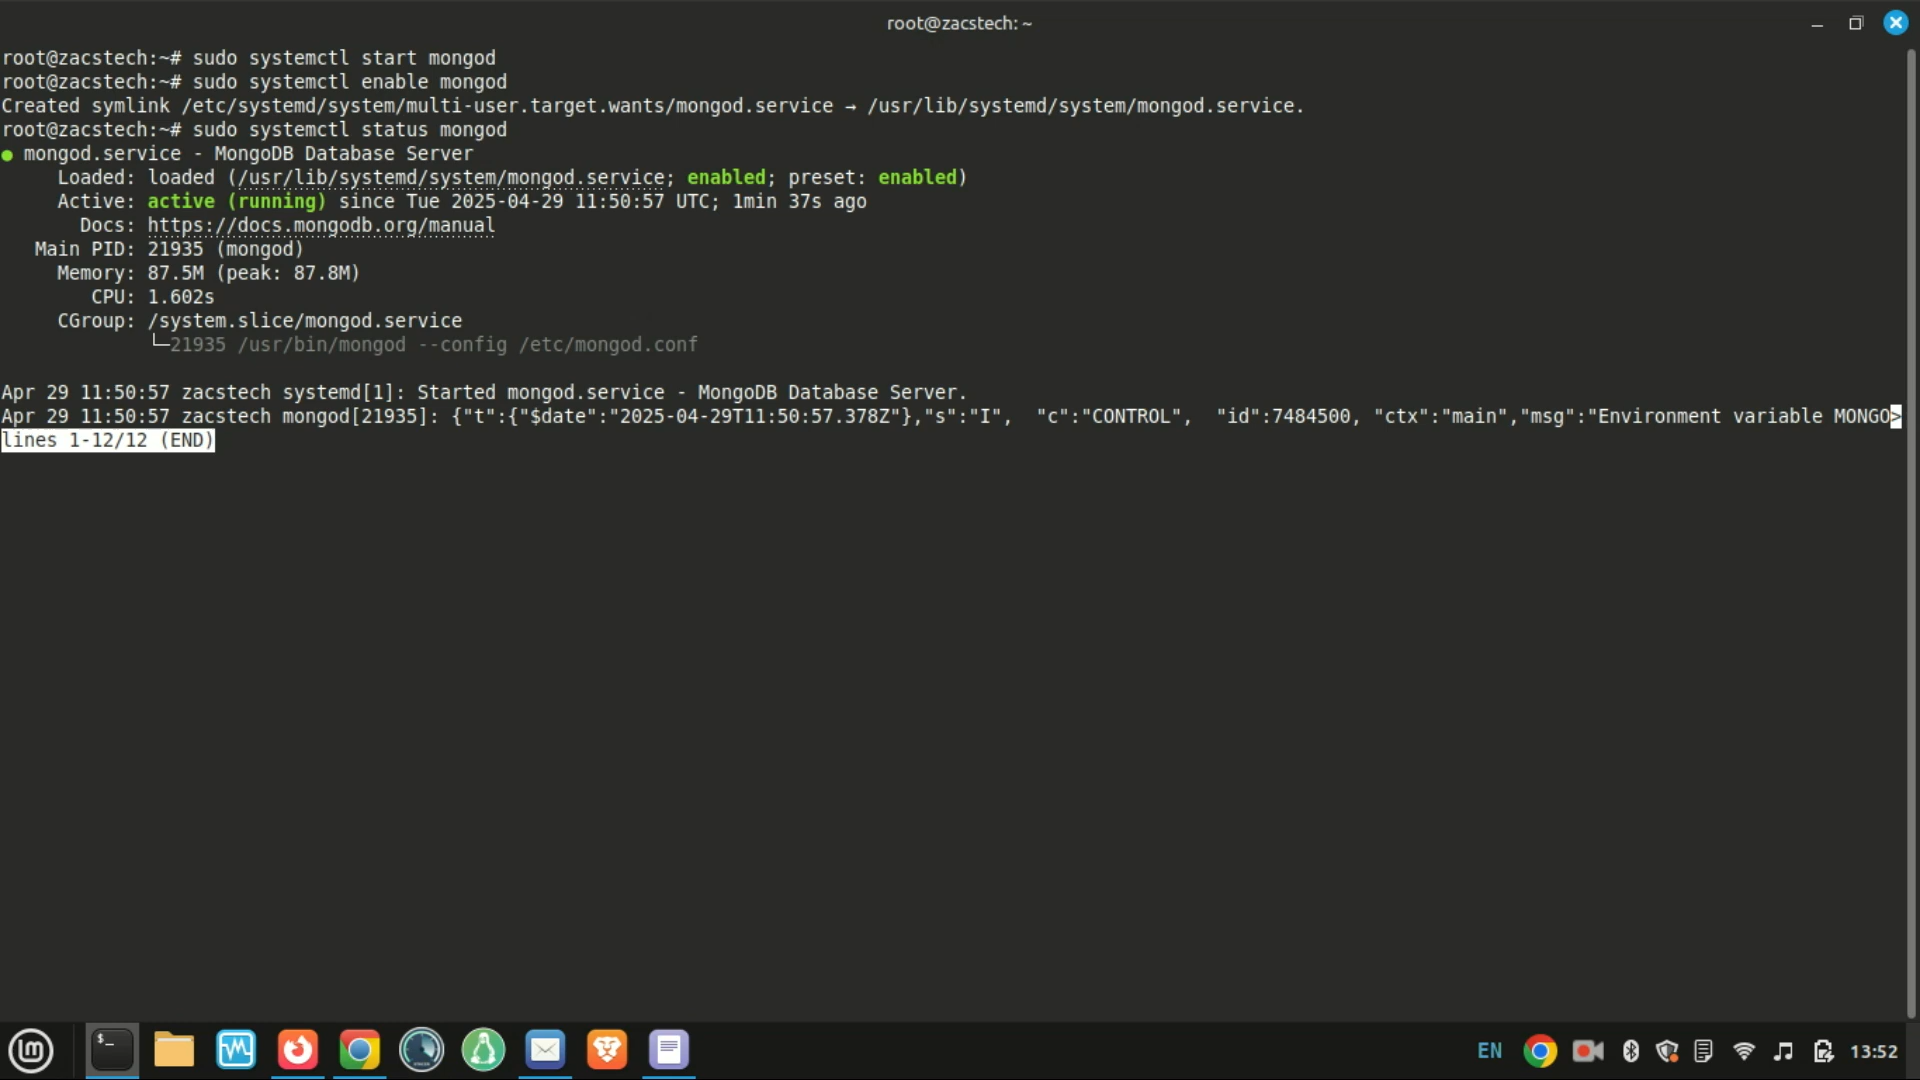 root@zacstech: ~
root@zacstech:~# sudo systemctl start mongod
root@zacstech:~# sudo systemctl enable mongod
Created symlink /etc/systemd/system/multi-user.target.wants/mongod.service → /usr/lib/systemd/system/mongod.service.
root@zacstech:~# sudo systemctl status mongod
● mongod.service - MongoDB Database Server
Loaded: loaded (/usr/lib/systemd/system/mongod.service; enabled; preset: enabled)
Active: active (running) since Tue 2025-04-29 11:50:57 UTC; 1min 37s ago
Docs: https://docs.mongodb.org/manual
Main PID: 21935 (mongod)
Memory: 87.5M (peak: 87.8M)
CPU: 1.602s
CGroup: /system.slice/mongod.service
└─21935 /usr/bin/mongod --config /etc/mongod.conf
Apr 29 11:50:57 zacstech systemd[1]: Started mongod.service - MongoDB Database Server.
Apr 29 11:50:57 zacstech mongod[21935]: {"t":{"$date":"2025-04-29T11:50:57.378Z"},"s":"I",  "c":"CONTROL",  "id":7484500, "ctx":"main","msg":"Environment variable MONGO>
lines 1-12/12 (END)
EN 13:52